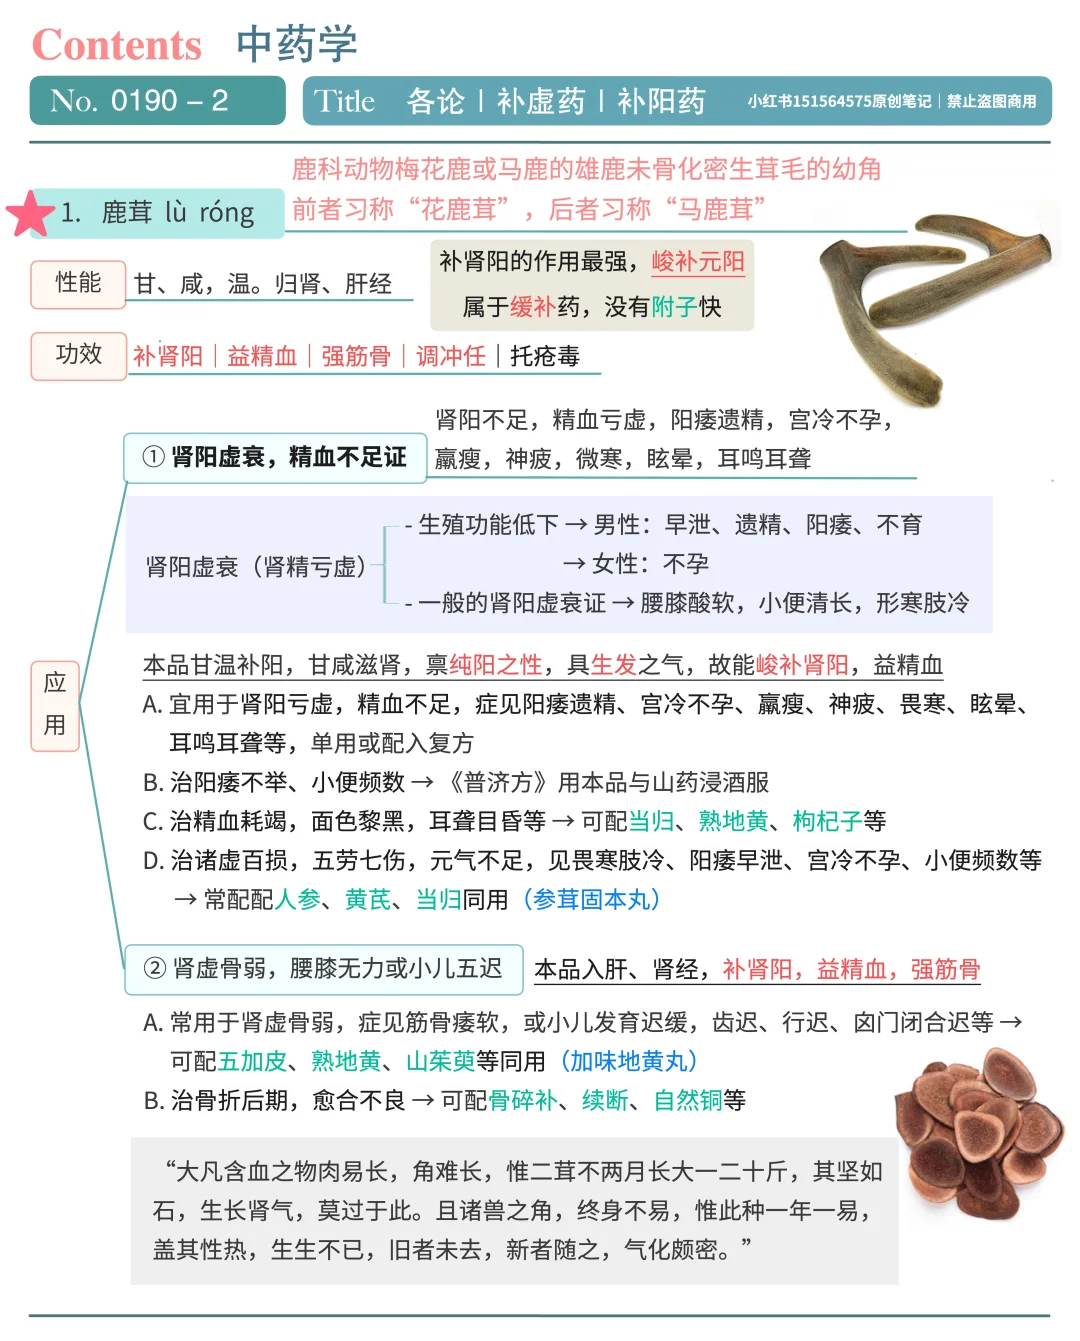 Contents 中药学
No. 0190 – 2
Title 各论｜补虚药｜补阳药 小红书151564575原创笔记｜禁止盗图商用
鹿科动物梅花鹿或马鹿的雄鹿未骨化密生茸毛的幼角
前者习称“花鹿茸”，后者习称“马鹿茸”
1. 鹿茸 lù róng
性能 甘、咸，温。归肾、肝经
补肾阳的作用最强，峻补元阳
属于缓补药，没有附子快
功效 补肾阳｜益精血｜强筋骨｜调冲任｜托疮毒
① 肾阳虚衰，精血不足证
肾阳不足，精血亏虚，阳痿遗精，宫冷不孕，
羸瘦，神疲，微寒，眩晕，耳鸣耳聋
肾阳虚衰（肾精亏虚）
- 生殖功能低下 → 男性：早泄、遗精、阳痿、不育
→ 女性：不孕
- 一般的肾阳虚衰证 → 腰膝酸软，小便清长，形寒肢冷
应用
本品甘温补阳，甘咸滋肾，禀纯阳之性，具生发之气，故能峻补肾阳，益精血
A. 宜用于肾阳亏虚，精血不足，症见阳痿遗精、宫冷不孕、羸瘦、神疲、畏寒、眩晕、
耳鸣耳聋等，单用或配入复方
B. 治阳痿不举、小便频数 → 《普济方》用本品与山药浸酒服
C. 治精血耗竭，面色黎黑，耳聋目昏等 → 可配当归、熟地黄、枸杞子等
D. 治诸虚百损，五劳七伤，元气不足，见畏寒肢冷、阳痿早泄、宫冷不孕、小便频数等
→ 常配配人参、黄芪、当归同用（参茸固本丸）
② 肾虚骨弱，腰膝无力或小儿五迟
本品入肝、肾经，补肾阳，益精血，强筋骨
A. 常用于肾虚骨弱，症见筋骨痿软，或小儿发育迟缓，齿迟、行迟、囟门闭合迟等 →
可配五加皮、熟地黄、山茱萸等同用（加味地黄丸）
B. 治骨折后期，愈合不良 → 可配骨碎补、续断、自然铜等
“大凡含血之物肉易长，角难长，惟二茸不两月长大一二十斤，其坚如
石，生长肾气，莫过于此。且诸兽之角，终身不易，惟此种一年一易，
盖其性热，生生不已，旧者未去，新者随之，气化颇密。”